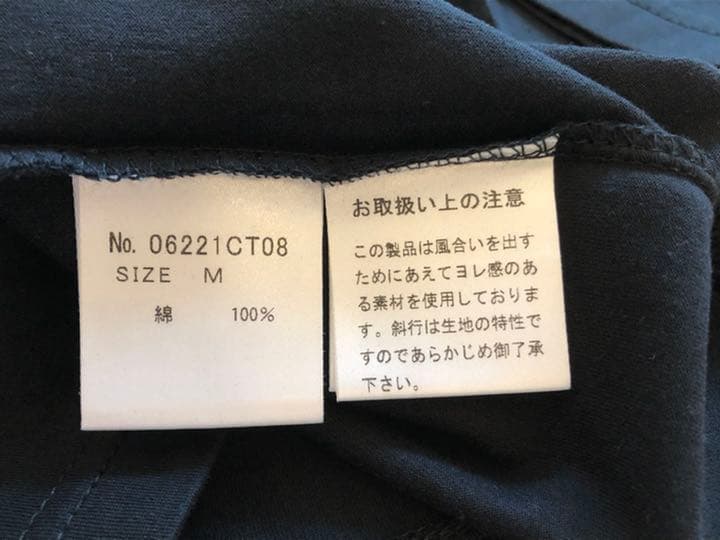 No. 06221CT08
SIZE M
綿 100%
お取扱い上の注意
この製品は風合いを出す
ためにあえてヨレ感のあ
る素材を使用しておりま
す。斜行は生地の特性で
すのであらかじめ御了承
下さい。